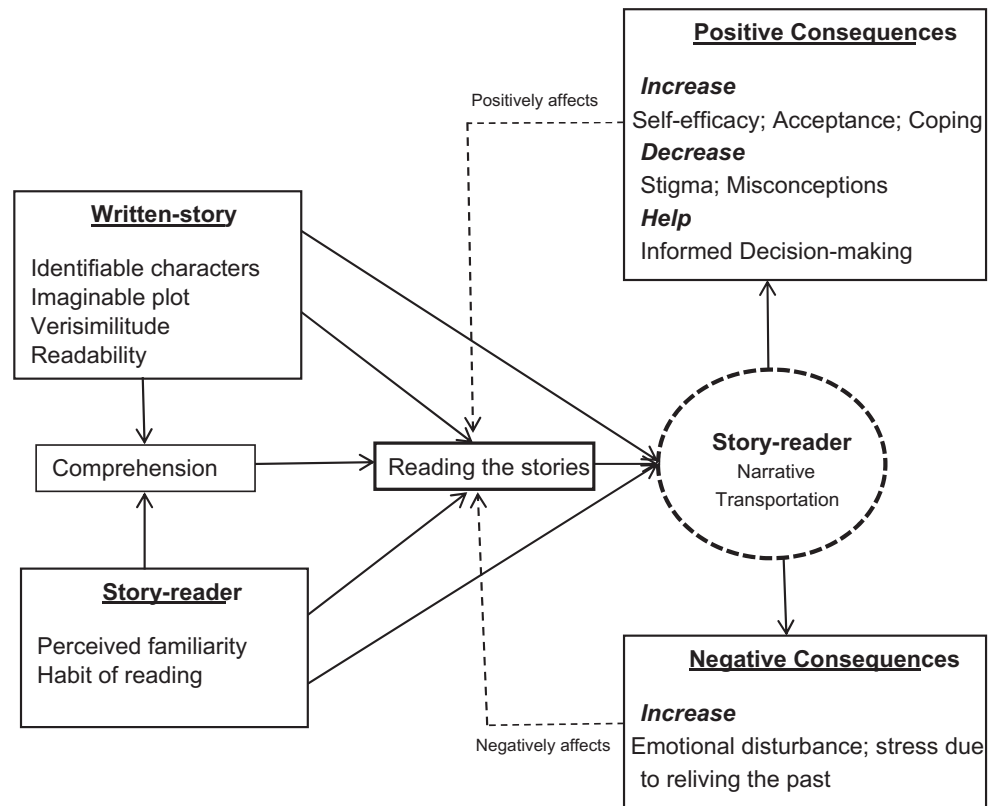 Positive Consequences
Increase
Self-efficacy; Acceptance; Coping
Decrease
Stigma; Misconceptions
Help
Informed Decision-making
Positively affects
Written-story
Identifiable characters
Imaginable plot
Verisimilitude
Readability
Comprehension
Reading the stories
Story-reader
Narrative
Transportation
Story-reader
Perceived familiarity
Habit of reading
Negatively affects
Negative Consequences
Increase
Emotional disturbance; stress due
to reliving the past